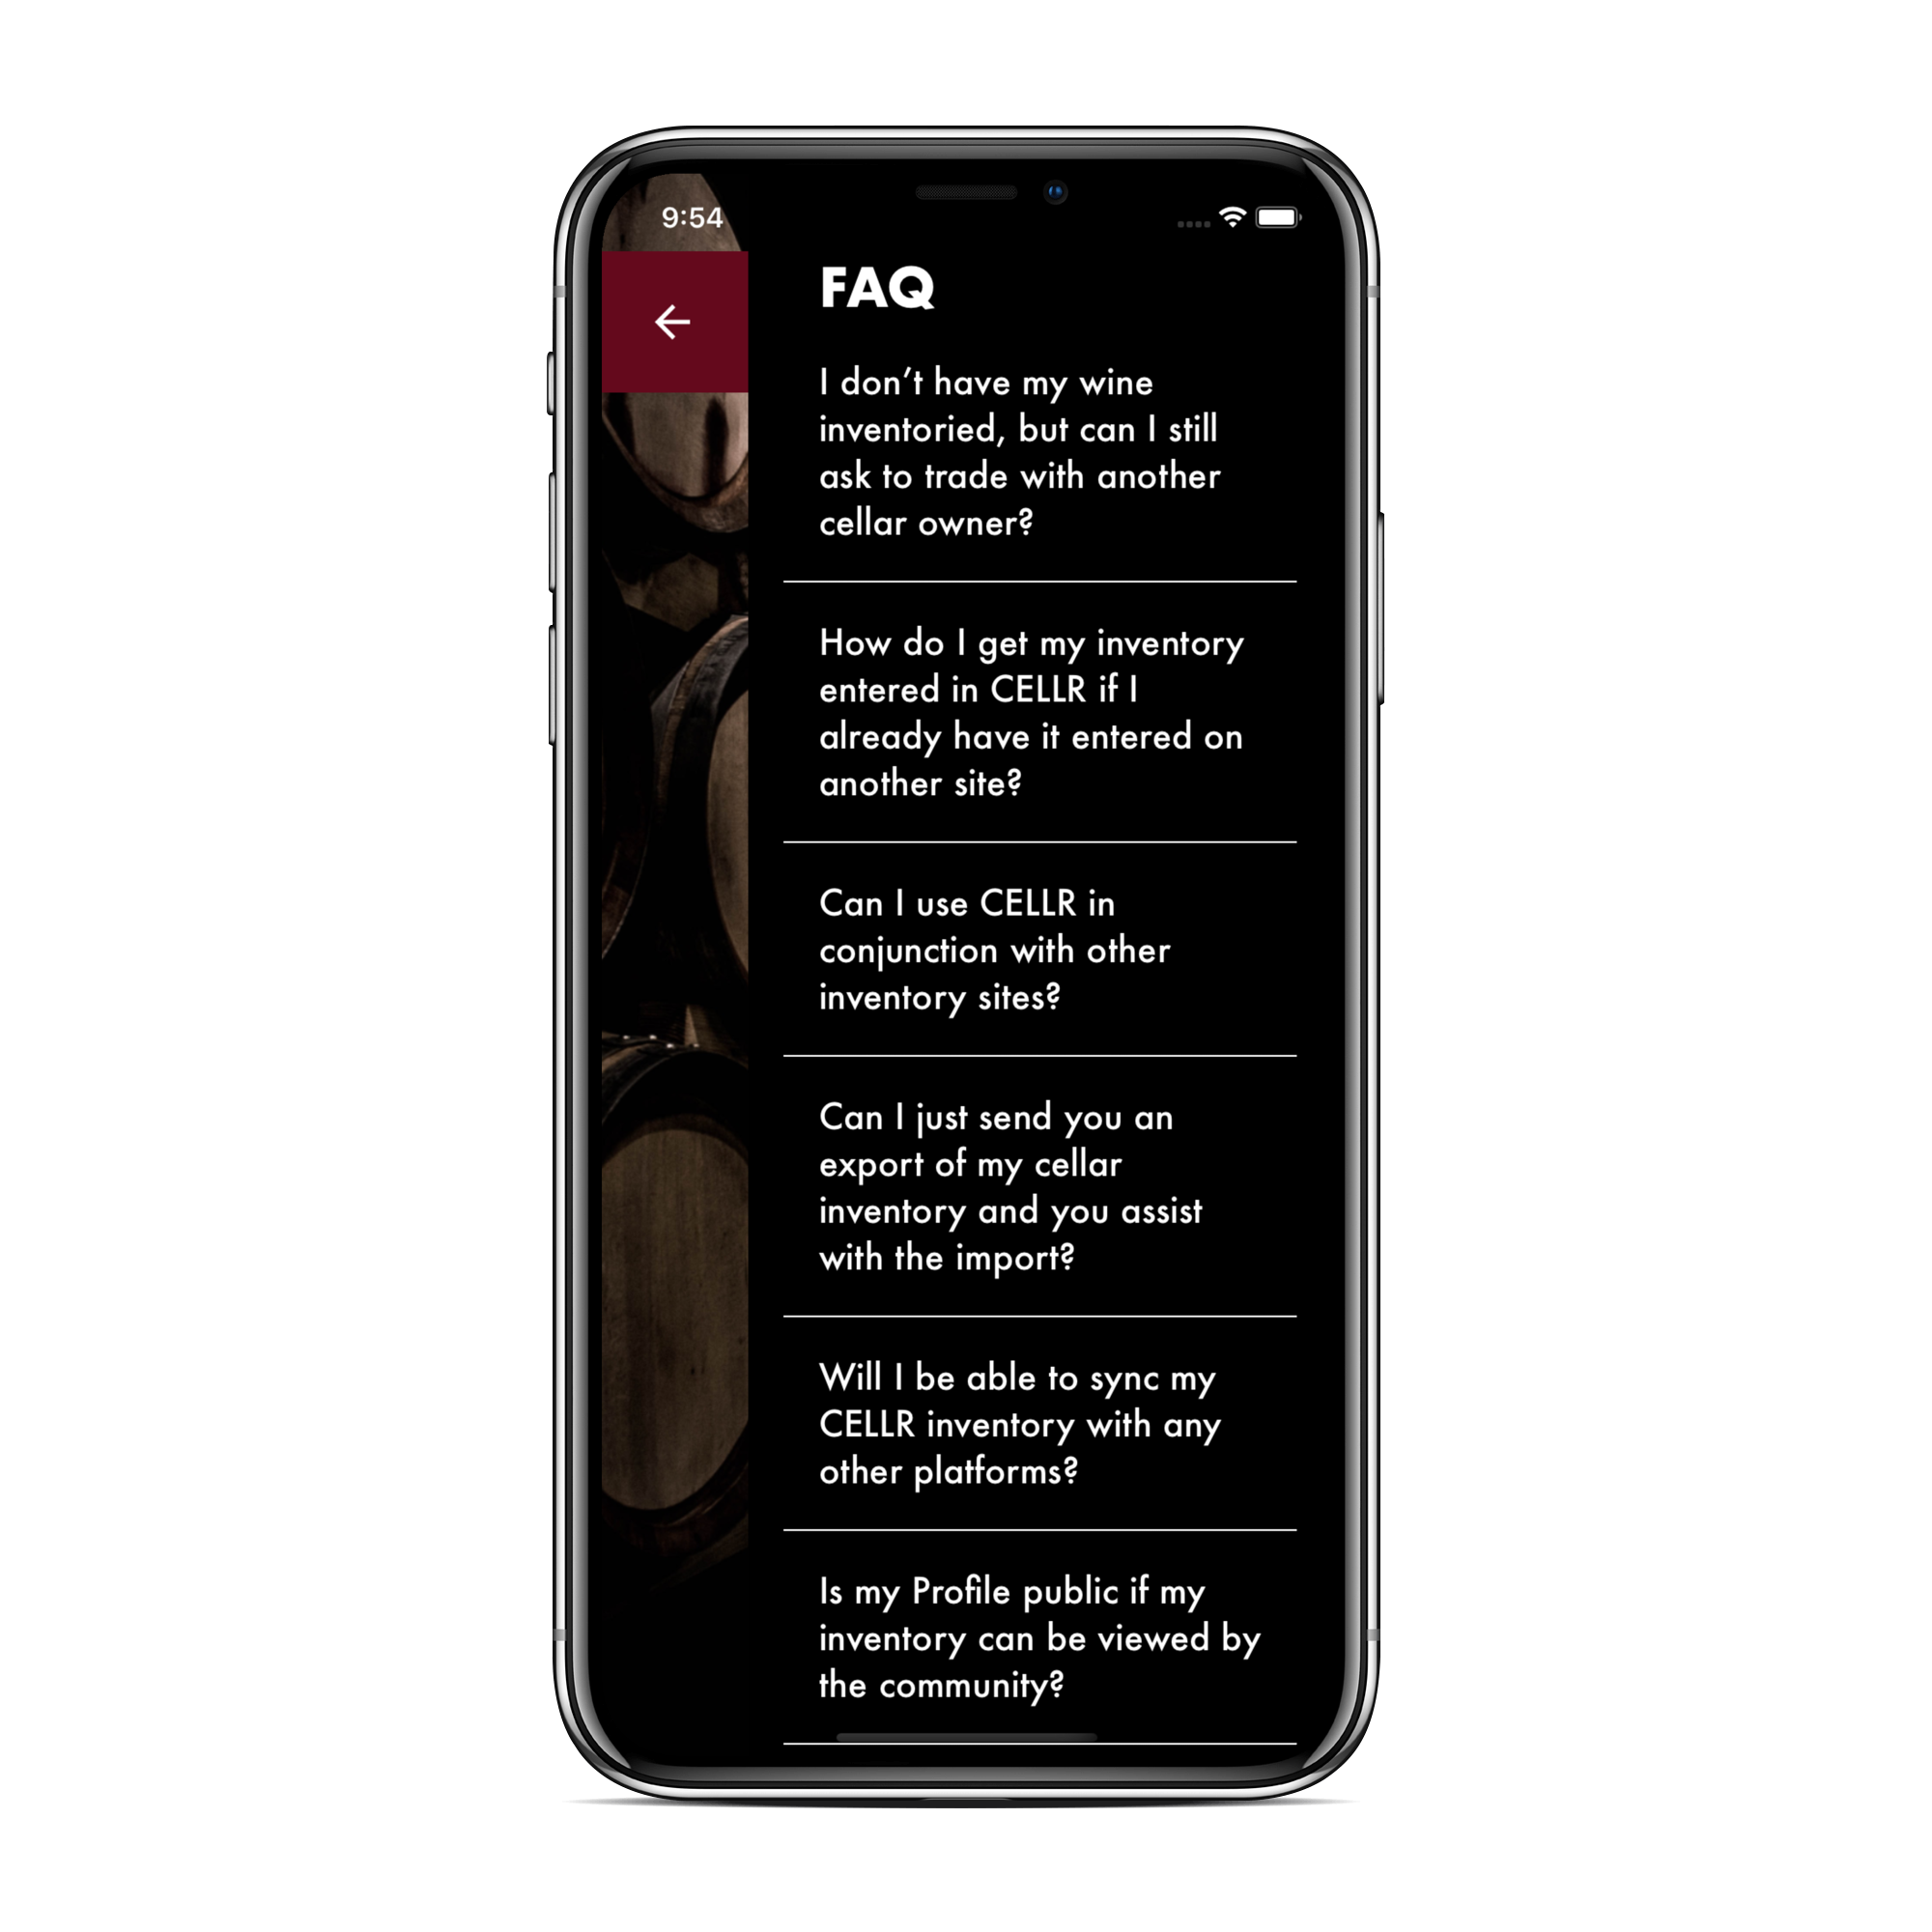 9:54
FAQ
I don’t have my wine
inventoried, but can I still
ask to trade with another
cellar owner?
How do I get my inventory
entered in CELLR if I
already have it entered on
another site?
Can I use CELLR in
conjunction with other
inventory sites?
Can I just send you an
export of my cellar
inventory and you assist
with the import?
Will I be able to sync my
CELLR inventory with any
other platforms?
Is my Profile public if my
inventory can be viewed by
the community?